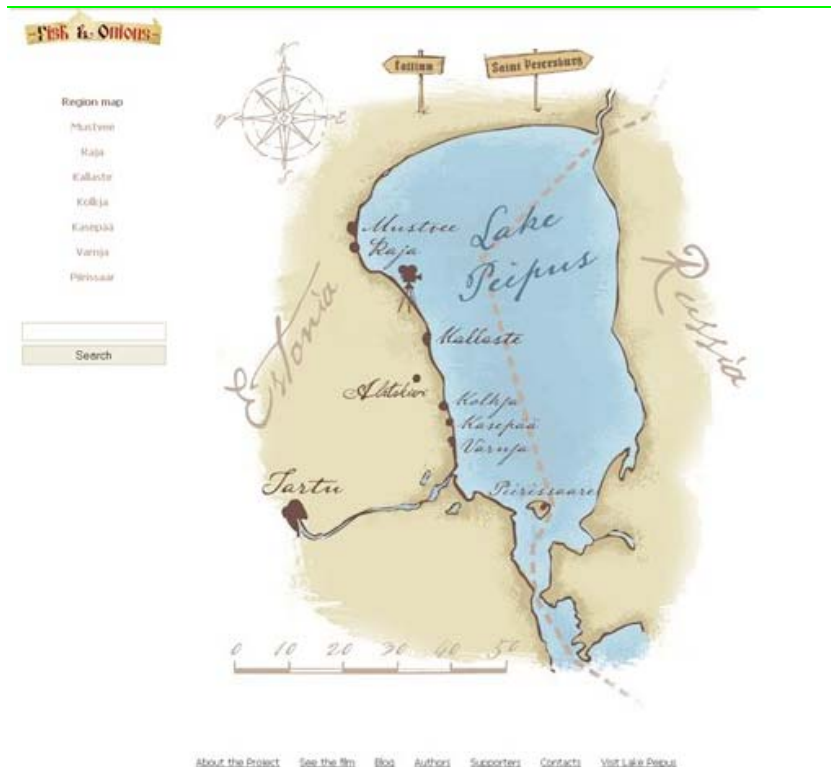 Fish & Onions
Tallinn
Saint Petersburg
Region map
Mustvee
Raja
Kallaste
Kolkja
Kasepää
Varnja
Piirissaar
Search
Mustvee
Raja
Lake
Peipus
Estonia
Russia
Kallaste
Alatskivi
Kolkja
Kasepää
Varnja
Tartu
Piirissaare
0 10 20 30 40 50
About the Project See the film Blog Authors Supporters Contacts Visit Lake Peipus